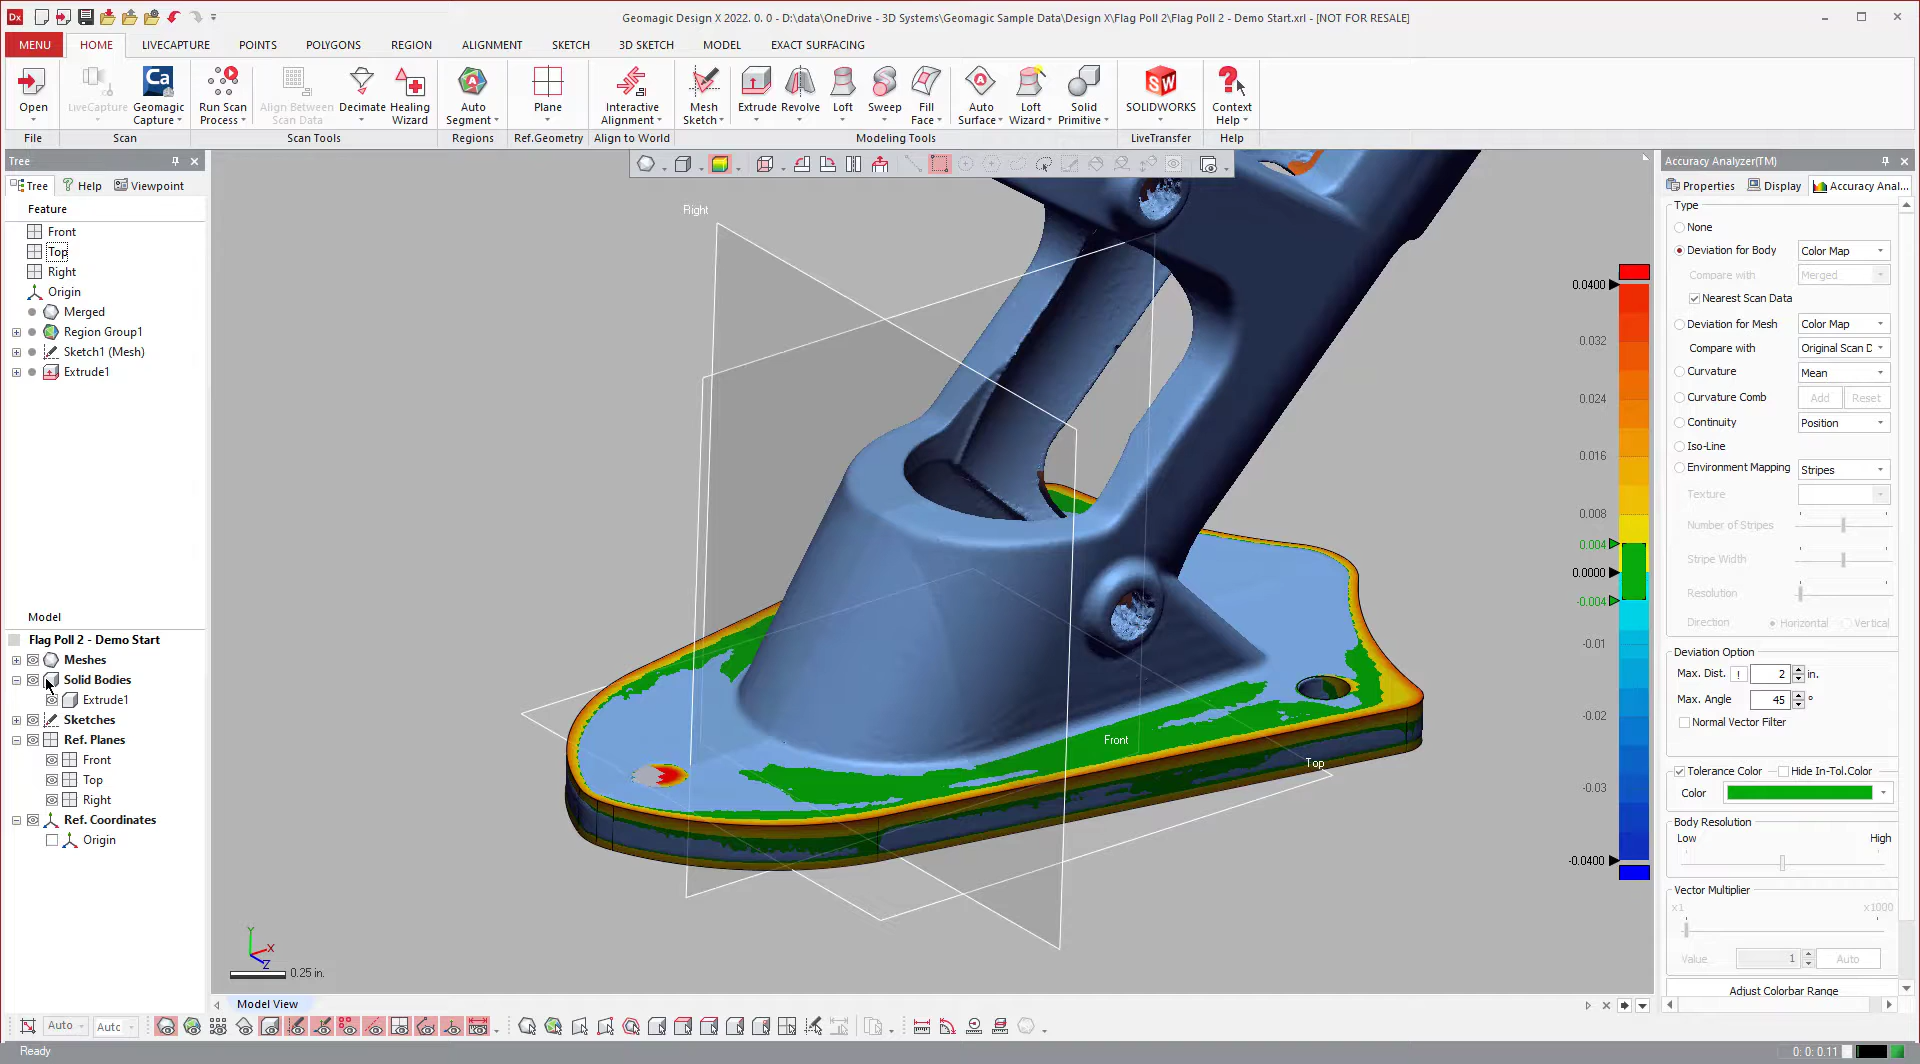 Dx
Geomagic Design X 2022. 0. 0 - D:\data\OneDrive - 3D Systems\Geomagic Sample Data\Design X\Flag Poll 2\Flag Poll 2 - Demo Start.xrl - [NOT FOR RESALE]
MENU HOME LIVECAPTURE POINTS POLYGONS REGION ALIGNMENT SKETCH 3D SKETCH MODEL EXACT SURFACING
Open LiveCapture Geomagic Capture Run Scan Process Align Between Scan Data Decimate Healing Wizard Auto Segment Plane Interactive Alignment Mesh Sketch Extrude Revolve Loft Sweep Fill Face Auto Surface Loft Wizard Solid Primitive SOLIDWORKS Context Help
File Scan Scan Tools Regions Ref.Geometry Align to World Modeling Tools LiveTransfer Help
Tree
Tree Help Viewpoint
Feature
Front
Top
Right
Origin
Merged
Region Group1
Sketch1 (Mesh)
Extrude1
Model
Flag Poll 2 - Demo Start
Meshes
Solid Bodies
Extrude1
Sketches
Ref. Planes
Front
Top
Right
Ref. Coordinates
Origin
Right
Front
Top
Y
X
Z
0.25 in.
0.0400
0.032
0.024
0.016
0.008
0.004
0.0000
-0.004
-0.01
-0.02
-0.03
-0.0400
Accuracy Analyzer(TM)
Properties Display Accuracy Anal...
Type
None
Deviation for Body Color Map
Compare with Merged
Nearest Scan Data
Deviation for Mesh Color Map
Compare with Original Scan D
Curvature Mean
Curvature Comb Add Reset
Continuity Position
Iso-Line
Environment Mapping Stripes
Texture
Number of Stripes
Stripe Width
Resolution
Direction Horizontal Vertical
Deviation Option
Max. Dist. ! 2 in.
Max. Angle 45 °
Normal Vector Filter
Tolerance Color Hide In-Tol.Color
Color
Body Resolution
Low High
Vector Multiplier
x1 x1000
Value 1 Auto
Adjust Colorbar Range
Model View
Auto Auto
Ready
0: 0: 0.11